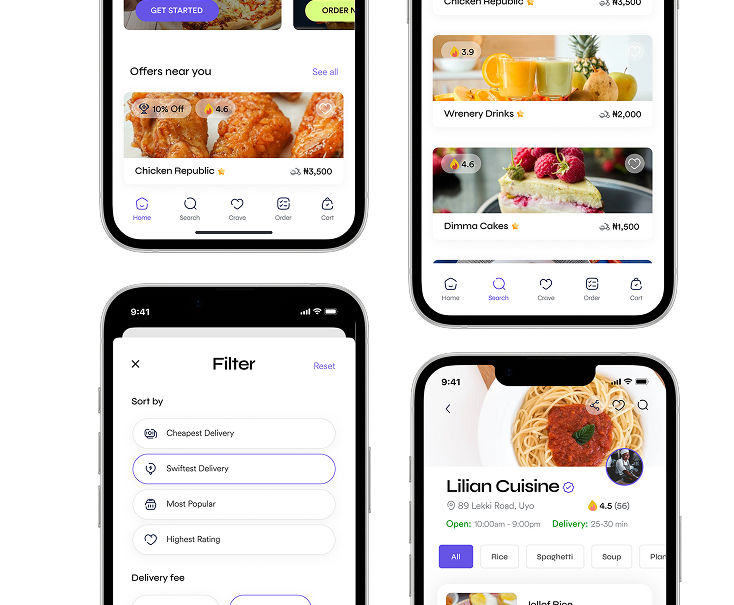 GET STARTED
ORDER N
Offers near you
See all
10% Off
4.6
Chicken Republic
₦3,500
Home
Search
Crave
Order
Cart
Chicken Republic
₦3,500
3.9
Wrenery Drinks
₦2,000
4.6
Dimma Cakes
₦1,500
Home
Search
Crave
Order
Cart
9:41
Filter
Reset
Sort by
Cheapest Delivery
Swiftest Delivery
Most Popular
Highest Rating
Delivery fee
9:41
Lilian Cuisine
89 Lekki Road, Uyo
4.5 (56)
Open: 10:00am - 9:00pm
Delivery: 25-30 min
All
Rice
Spaghetti
Soup
Plan
Jollof Rice